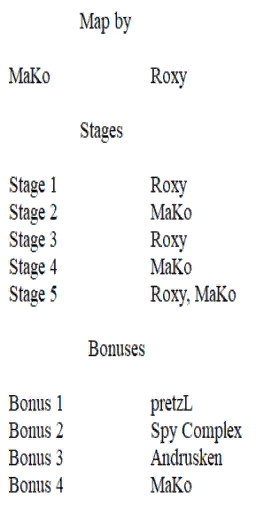 Map by
MaKo Roxy
Stages
Stage 1 Roxy
Stage 2 MaKo
Stage 3 Roxy
Stage 4 MaKo
Stage 5 Roxy, MaKo
Bonuses
Bonus 1 pretzL
Bonus 2 Spy Complex
Bonus 3 Andrusken
Bonus 4 MaKo